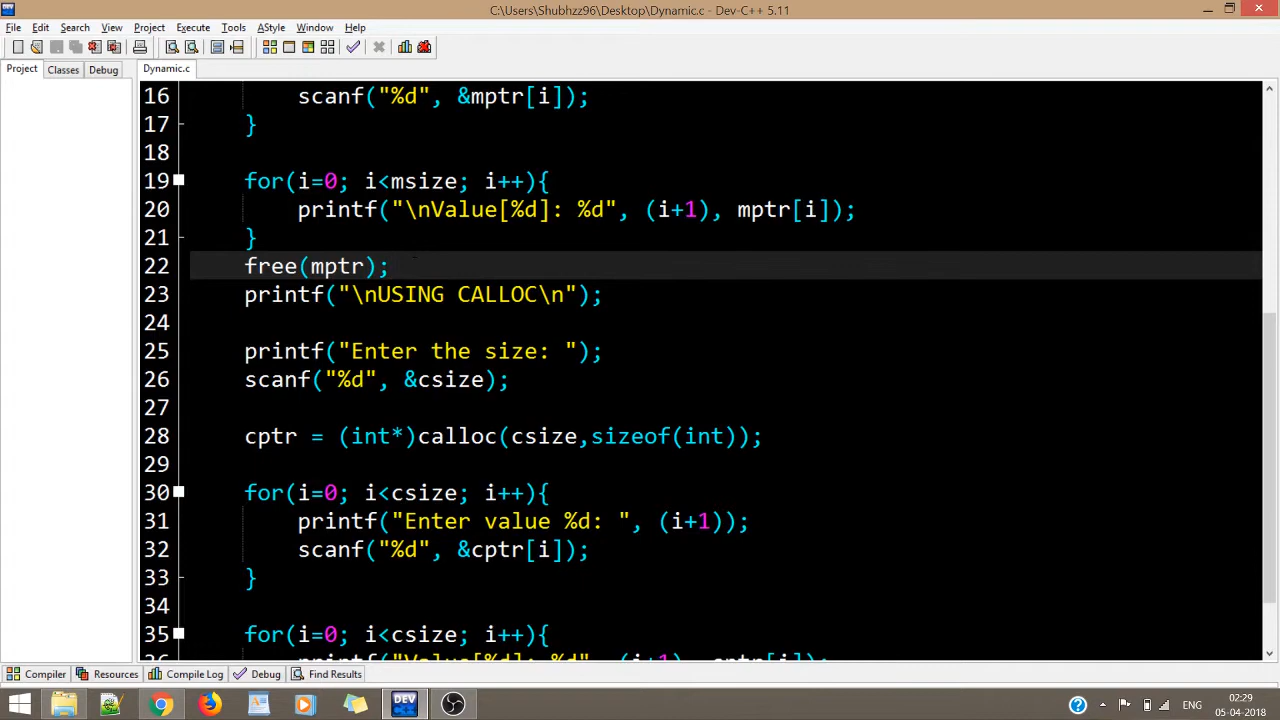 C:\Users\Shubhzz96\Desktop\Dynamic.c - Dev-C++ 5.11
File Edit Search View Project Execute Tools AStyle Window Help
Project Classes Debug Dynamic.c
16 scanf("%d", &mptr[i]);
17 }
18
19 for(i=0; i<msize; i++){
20 printf("\nValue[%d]: %d", (i+1), mptr[i]);
21 }
22 free(mptr);
23 printf("\nUSING CALLOC\n");
24
25 printf("Enter the size: ");
26 scanf("%d", &csize);
27
28 cptr = (int*)calloc(csize,sizeof(int));
29
30 for(i=0; i<csize; i++){
31 printf("Enter value %d: ", (i+1));
32 scanf("%d", &cptr[i]);
33 }
34
35 for(i=0; i<csize; i++){
Compiler Resources Compile Log Debug Find Results
DEV
ENG
02:29
05-04-2018